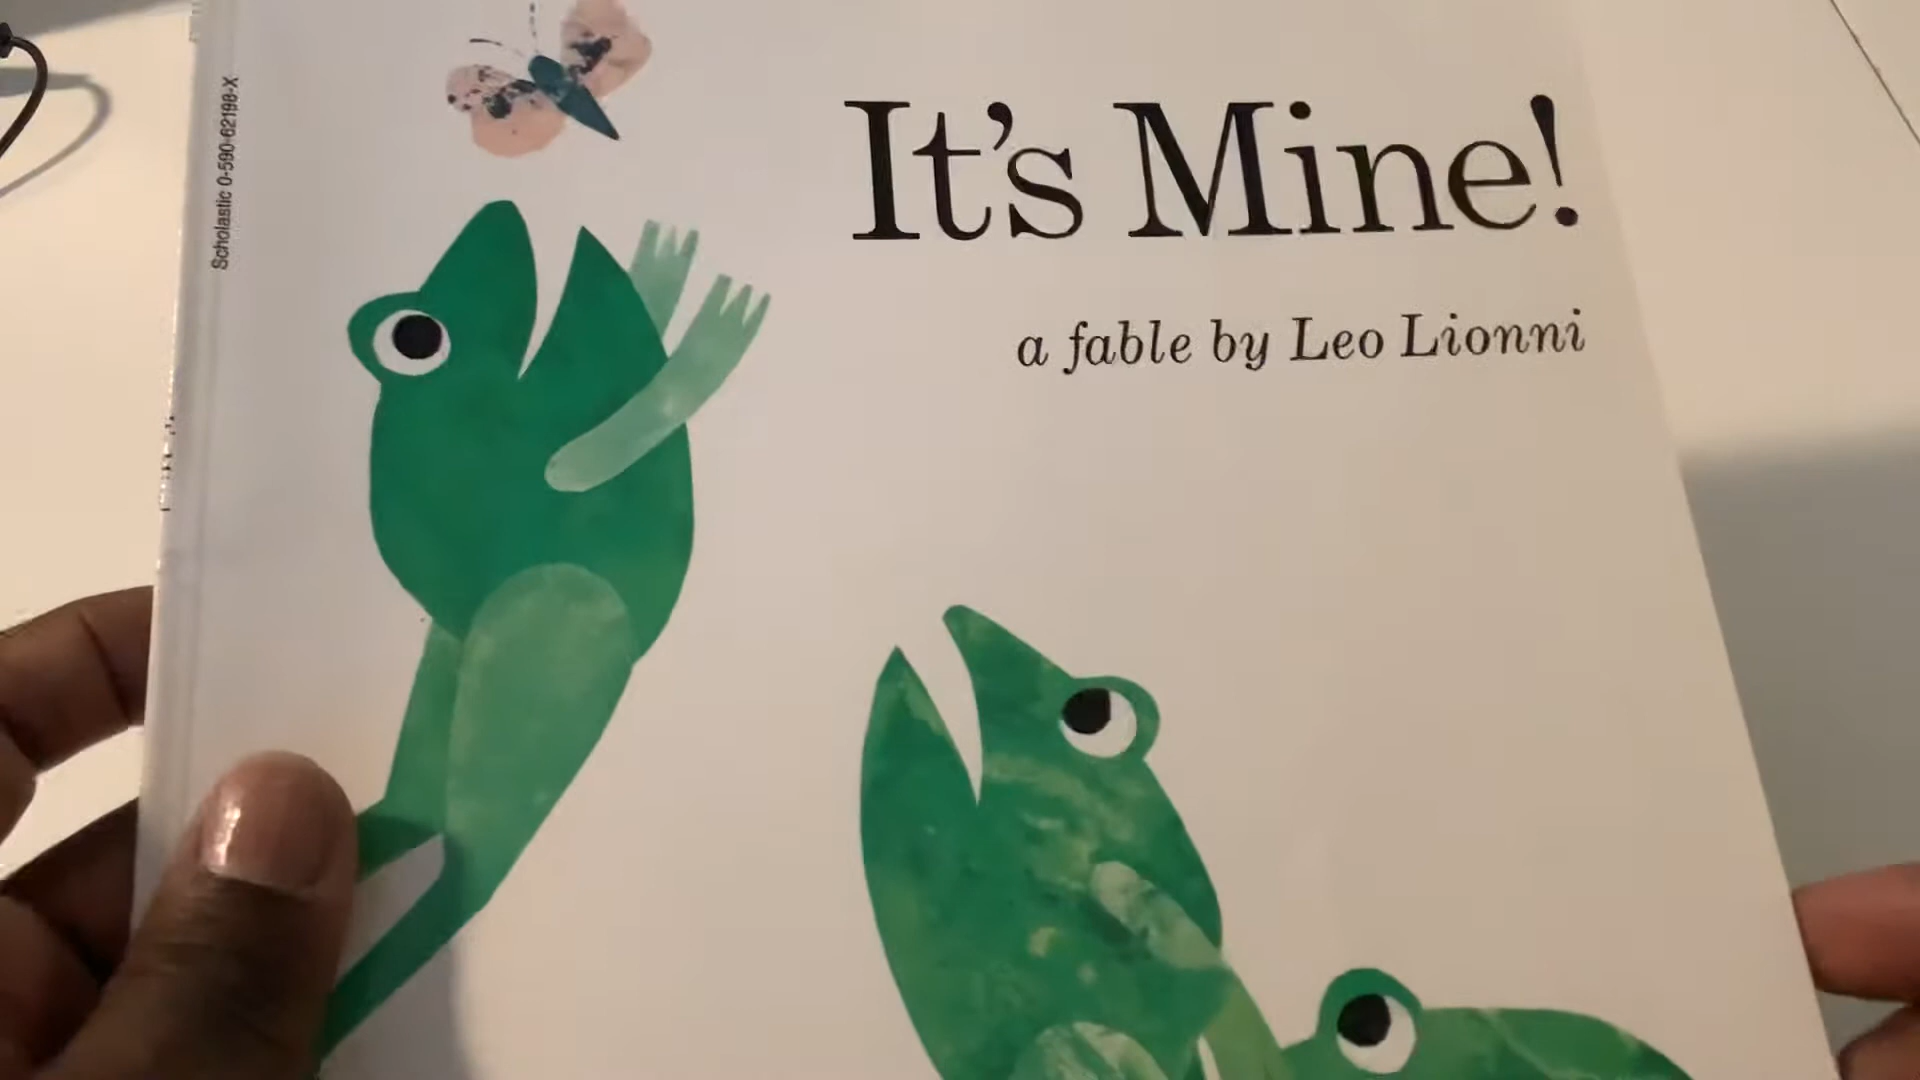 Scholastic 0-590-62198-X
It's Mine!
a fable by Leo Lionni